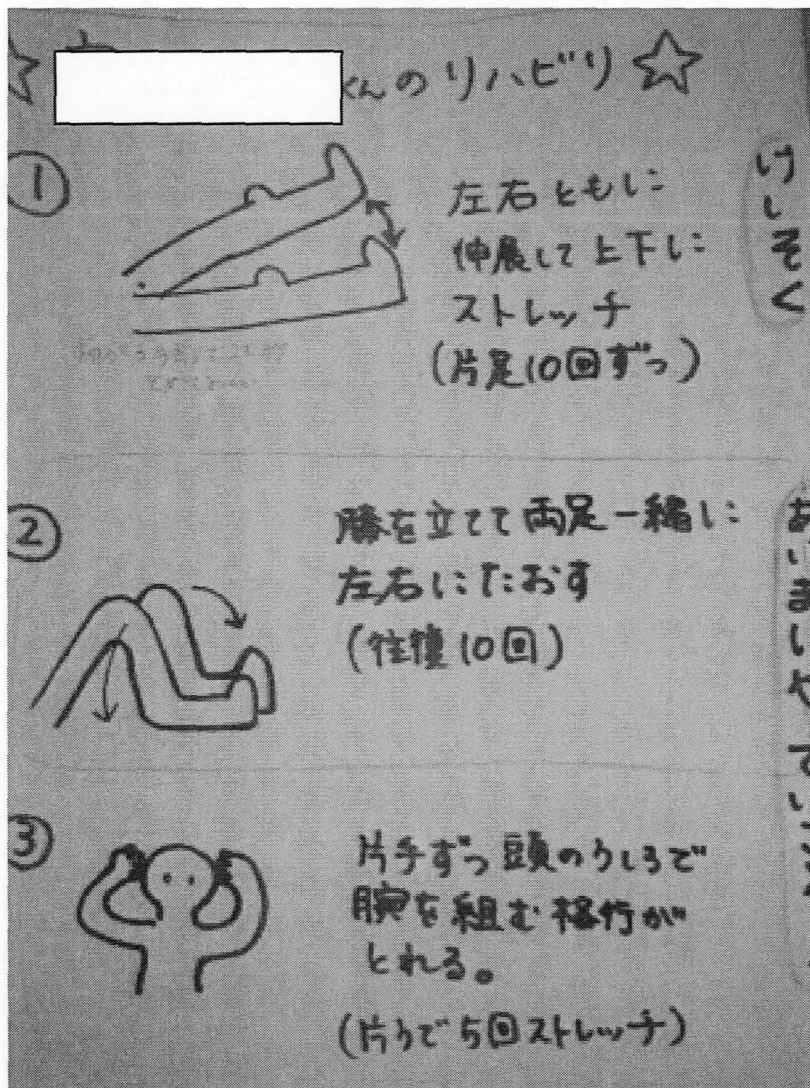 くんのリハビリ
①
左右ともに
伸展して上下に
ストレッチ
(片足10回ずつ)
②
膝を立てて両足一緒に
左右にたおす
(往復10回)
③
片手ずつ頭のうしろで
腕を組む格好が
とれる。
(片うで5回ストレッチ)
けしそく